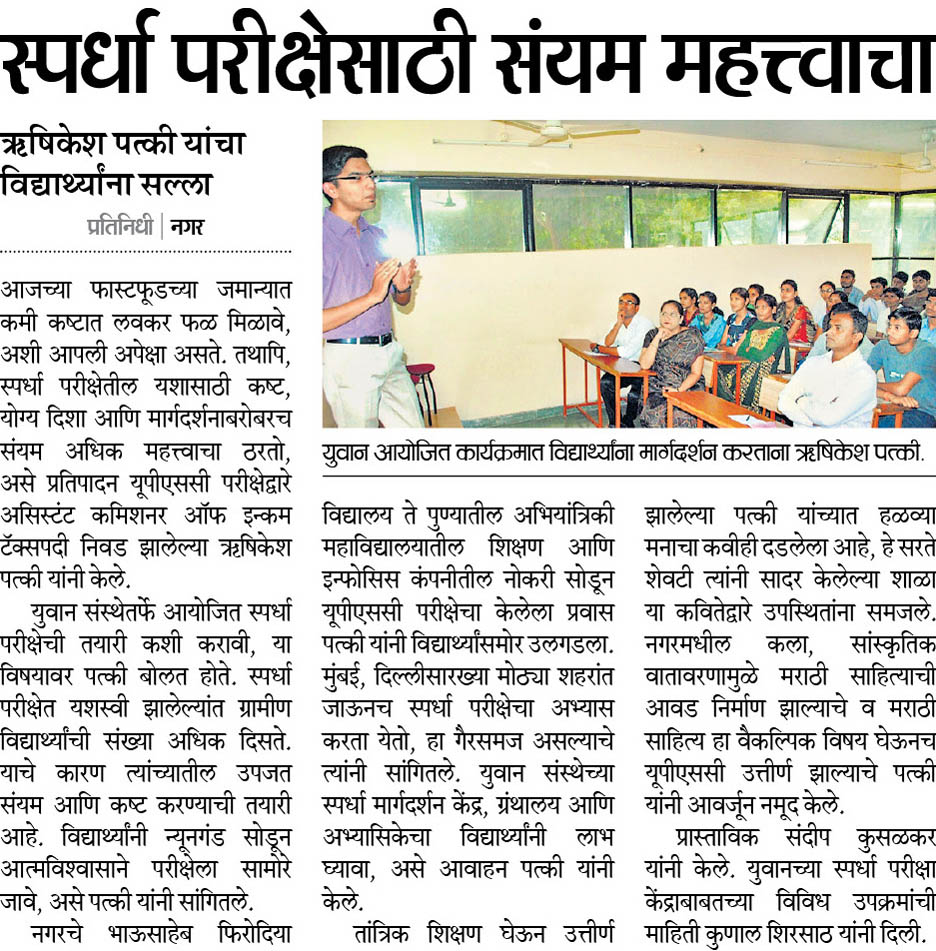 स्पर्धा परीक्षेसाठी संयम महत्त्वाचा
ऋषिकेश पत्की यांचा
विद्यार्थ्यांना सल्ला
प्रतिनिधी | नगर
आजच्या फास्टफूडच्या जमान्यात
कमी कष्टात लवकर फळ मिळावे,
अशी आपली अपेक्षा असते. तथापि,
स्पर्धा परीक्षेतील यशासाठी कष्ट,
योग्य दिशा आणि मार्गदर्शनाबरोबरच
संयम अधिक महत्त्वाचा ठरतो,
असे प्रतिपादन यूपीएससी परीक्षेद्वारे
असिस्टंट कमिशनर ऑफ इन्कम
टॅक्सपदी निवड झालेल्या ऋषिकेश
पत्की यांनी केले.
युवान संस्थेतर्फे आयोजित स्पर्धा
परीक्षेची तयारी कशी करावी, या
विषयावर पत्की बोलत होते. स्पर्धा
परीक्षेत यशस्वी झालेल्यांत ग्रामीण
विद्यार्थ्यांची संख्या अधिक दिसते.
याचे कारण त्यांच्यातील उपजत
संयम आणि कष्ट करण्याची तयारी
आहे. विद्यार्थ्यांनी न्यूनगंड सोडून
आत्मविश्वासाने परीक्षेला सामोरे
जावे, असे पत्की यांनी सांगितले.
नगरचे भाऊसाहेब फिरोदिया
युवान आयोजित कार्यक्रमात विद्यार्थ्यांना मार्गदर्शन करताना ऋषिकेश पत्की.
विद्यालय ते पुण्यातील अभियांत्रिकी
महाविद्यालयातील शिक्षण आणि
इन्फोसिस कंपनीतील नोकरी सोडून
यूपीएससी परीक्षेचा केलेला प्रवास
पत्की यांनी विद्यार्थ्यांसमोर उलगडला.
मुंबई, दिल्लीसारख्या मोठ्या शहरांत
जाऊनच स्पर्धा परीक्षेचा अभ्यास
करता येतो, हा गैरसमज असल्याचे
त्यांनी सांगितले. युवान संस्थेच्या
स्पर्धा मार्गदर्शन केंद्र, ग्रंथालय आणि
अभ्यासिकेचा विद्यार्थ्यांनी लाभ
घ्यावा, असे आवाहन पत्की यांनी
केले.
तांत्रिक शिक्षण घेऊन उत्तीर्ण
झालेल्या पत्की यांच्यात हळव्या
मनाचा कवीही दडलेला आहे, हे सरते
शेवटी त्यांनी सादर केलेल्या शाळा
या कवितेद्वारे उपस्थितांना समजले.
नगरमधील कला, सांस्कृतिक
वातावरणामुळे मराठी साहित्याची
आवड निर्माण झाल्याचे व मराठी
साहित्य हा वैकल्पिक विषय घेऊनच
यूपीएससी उत्तीर्ण झाल्याचे पत्की
यांनी आवर्जून नमूद केले.
प्रास्ताविक संदीप कुसळकर
यांनी केले. युवानच्या स्पर्धा परीक्षा
केंद्राबाबतच्या विविध उपक्रमांची
माहिती कुणाल शिरसाठ यांनी दिली.